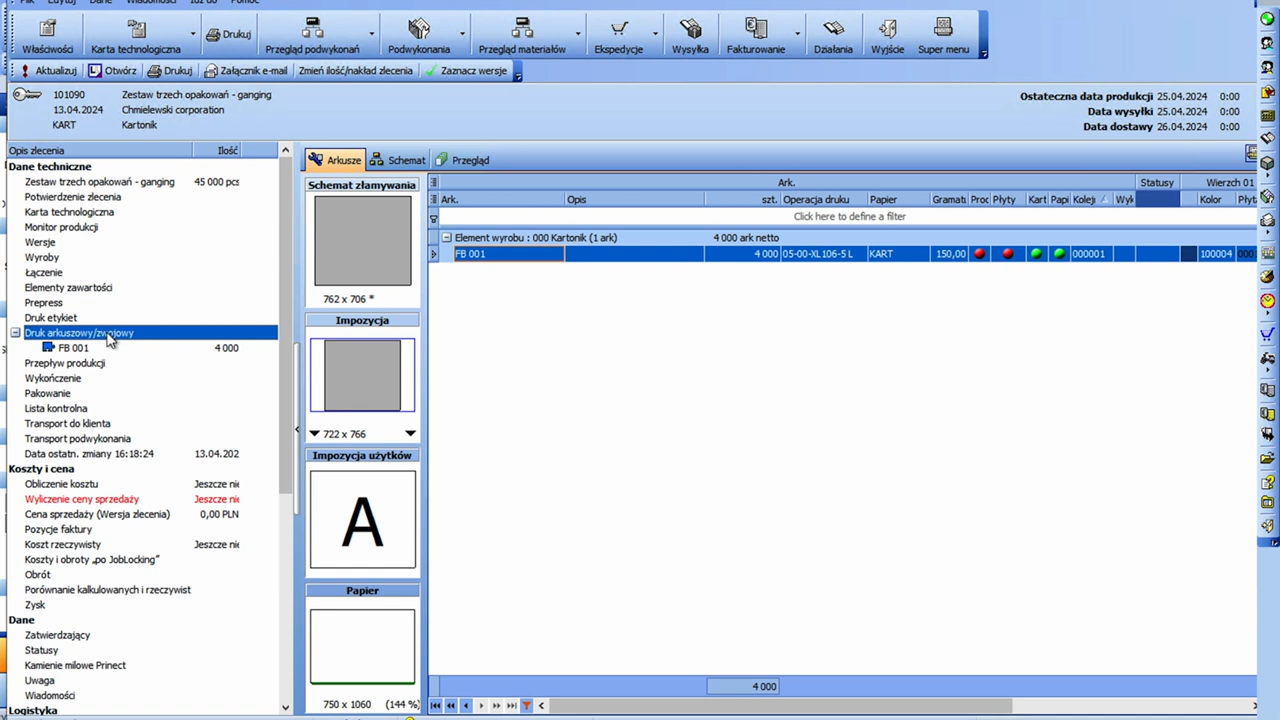 Plik Edytuj Dane Wiadomości Idź do Pomoc
Właściwości Karta technologiczna Drukuj Przegląd podwykonań Podwykonania Przegląd materiałów Ekspedycje Wysyłka Fakturowanie Działania Wyjście Super menu
Aktualizuj Otwórz Drukuj Załącznik e-mail Zmień ilość/nakład zlecenia Zaznacz wersje
101090 Zestaw trzech opakowań - ganging
13.04.2024 Chmielewski corporation
KART Kartonik
Ostateczna data produkcji 25.04.2024 0:00
Data wysyłki 25.04.2024 0:00
Data dostawy 26.04.2024 0:00
Opis zlecenia Ilość
Dane techniczne
Zestaw trzech opakowań - ganging 45 000 pcs
Potwierdzenie zlecenia
Karta technologiczna
Monitor produkcji
Wersje
Wyroby
Łączenie
Elementy zawartości
Prepress
Druk etykiet
Druk arkuszowy/zwojowy
FB 001 4 000
Przepływ produkcji
Wykończenie
Pakowanie
Lista kontrolna
Transport do klienta
Transport podwykonania
Data ostatn. zmiany 16:18:24 13.04.202
Koszty i cena
Obliczenie kosztu Jeszcze nie
Wyliczenie ceny sprzedaży Jeszcze nie
Cena sprzedaży (Wersja zlecenia) 0,00 PLN
Pozycje faktury
Koszt rzeczywisty Jeszcze nie
Koszty i obroty „po JobLocking”
Obrót
Porównanie kalkulowanych i rzeczywist
Zysk
Dane
Zatwierdzający
Statusy
Kamienie milowe Prinect
Uwaga
Wiadomości
Logistyka
Arkusze Schemat Przegląd
Schemat złamywania
762 x 706 *
Impozycja
722 x 766
Impozycja użytków
A
Papier
750 x 1060 (144 %)
Ark. Statusy Wierzch 01
Ark. Opis szt. Operacja druku Papier Gramatu Proc Płyty Kart Papi Kolej Wyk Kolor Płyta
Click here to define a filter
Element wyrobu : 000 Kartonik (1 ark) 4 000 ark netto
FB 001 4 000 05-00-XL 106-5 L KART 150,00 000001 100004 000
4 000